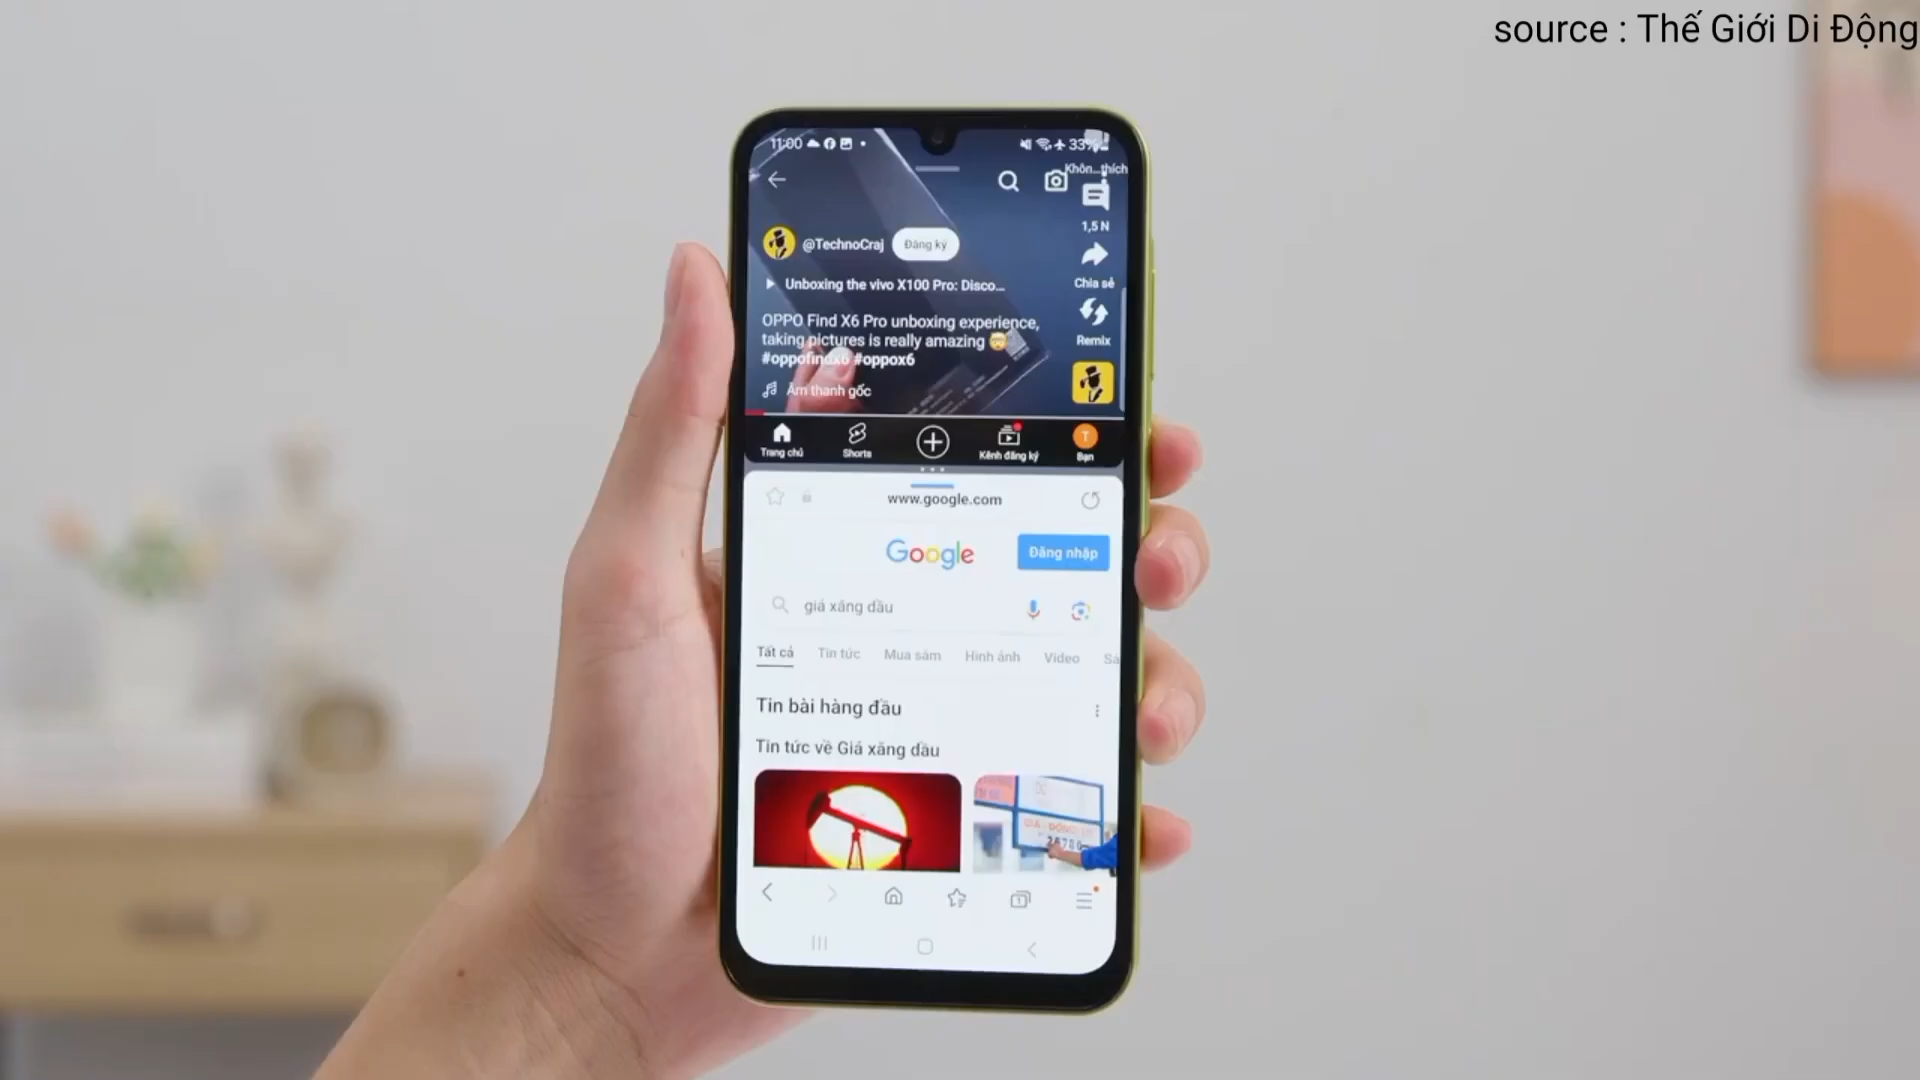 source : Thế Giới Di Động
11:00
33%
Khôn...thích
1,5 N
@TechnoCraj
Đăng ký
Chia sẻ
Unboxing the vivo X100 Pro: Disco...
OPPO Find X6 Pro unboxing experience,
taking pictures is really amazing 🤯
#oppofindx6 #oppox6
Remix
Âm thanh gốc
Trang chủ
Shorts
Kênh đăng ký
T
Bạn
www.google.com
Google
Đăng nhập
giá xăng dầu
Tất cả
Tin tức
Mua sắm
Hình ảnh
Video
Sá
Tin bài hàng đầu
Tin tức về Giá xăng dầu
1